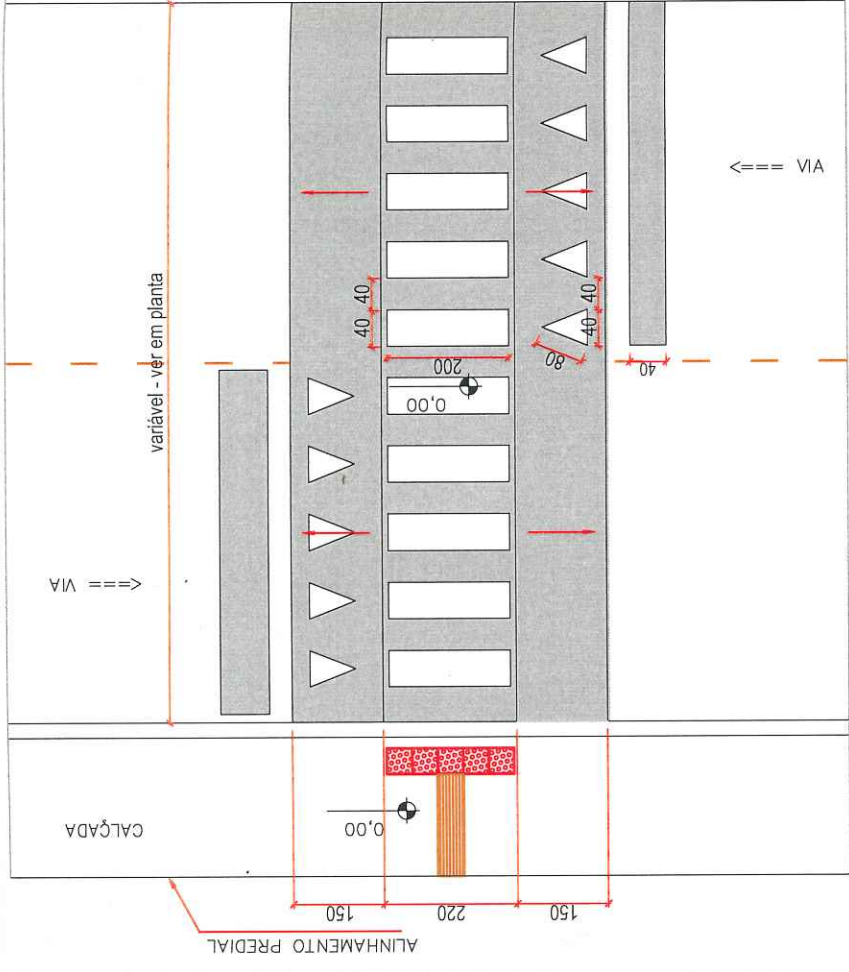 ALINHAMENTO PREDIAL
150
220
150
CALÇADA
0,00
<=== VIA
0,00
200
40
40
80
40
40
40
variável - ver em planta
VIA ===>